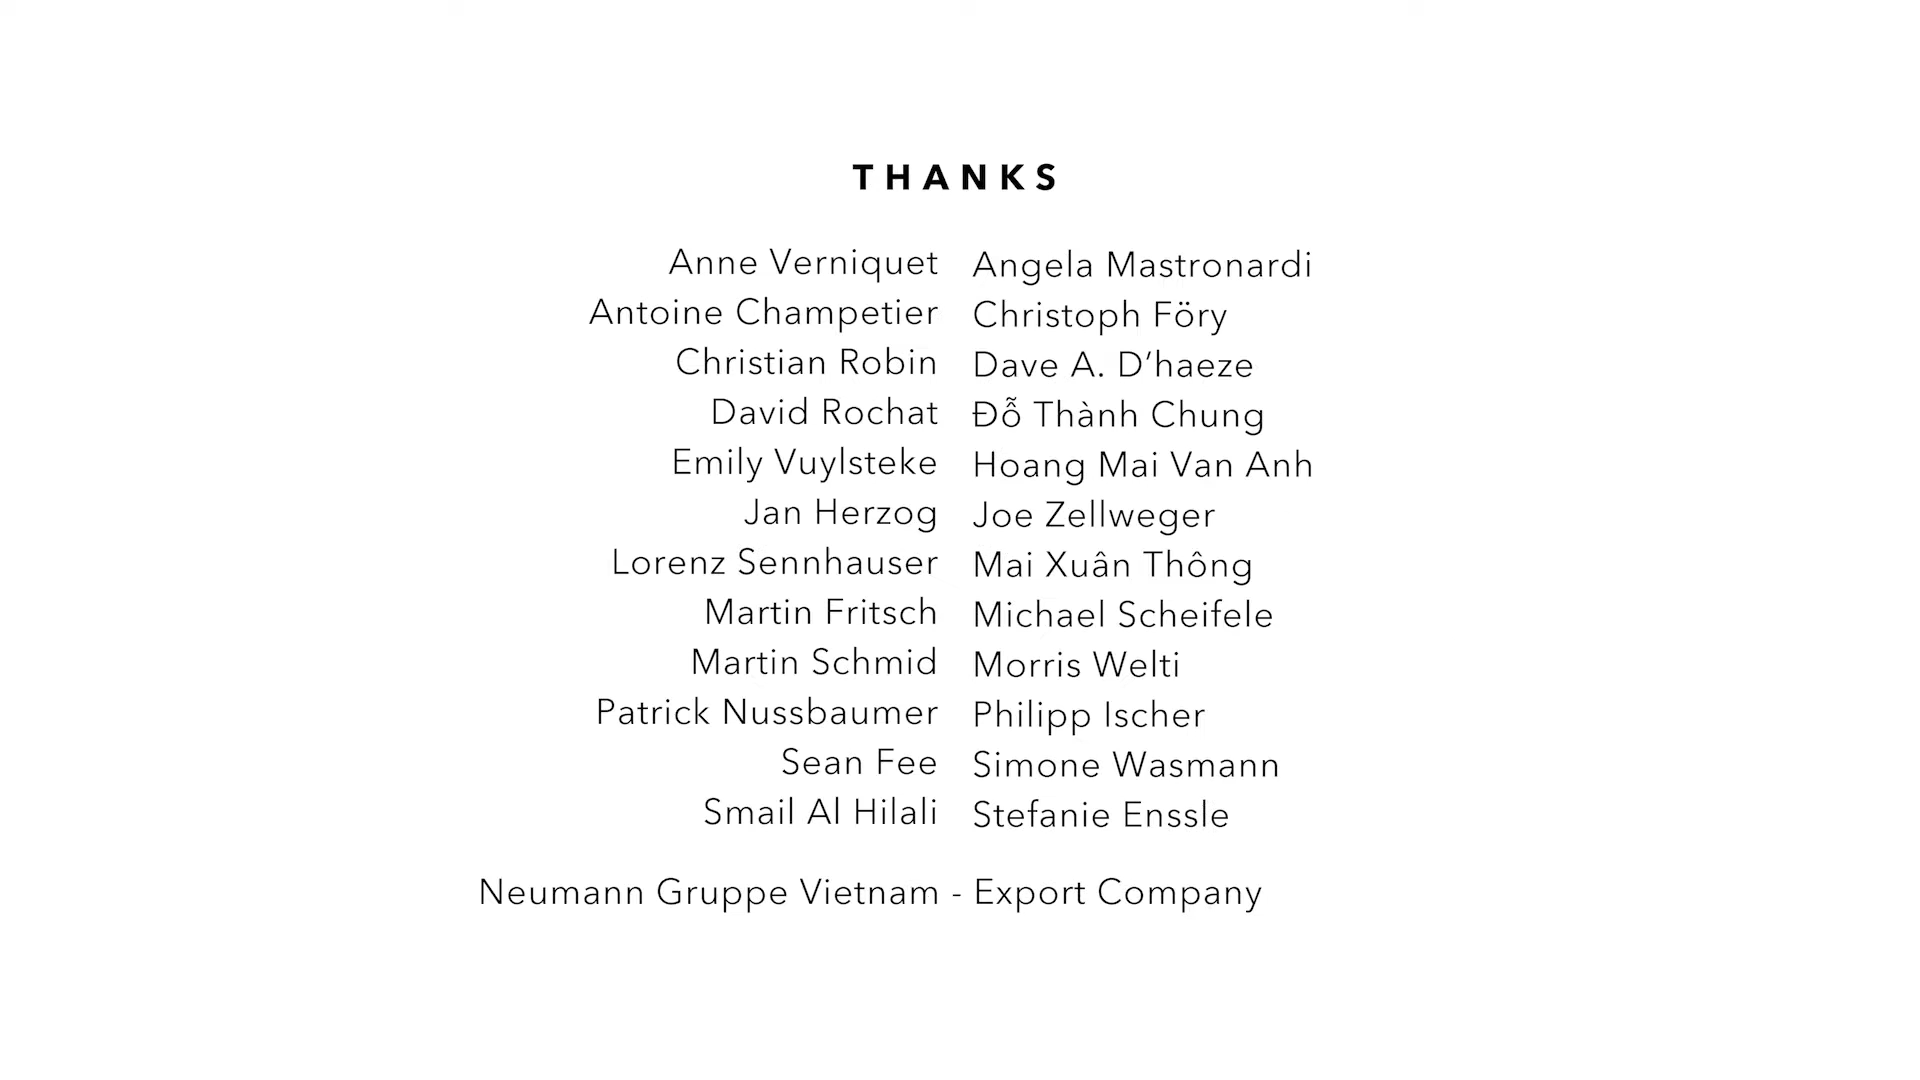 THANKS
Anne Verniquet Angela Mastronardi
Antoine Champetier Christoph Föry
Christian Robin Dave A. D’haeze
David Rochat Đỗ Thành Chung
Emily Vuylsteke Hoang Mai Van Anh
Jan Herzog Joe Zellweger
Lorenz Sennhauser Mai Xuân Thông
Martin Fritsch Michael Scheifele
Martin Schmid Morris Welti
Patrick Nussbaumer Philipp Ischer
Sean Fee Simone Wasmann
Smail Al Hilali Stefanie Enssle
Neumann Gruppe Vietnam - Export Company